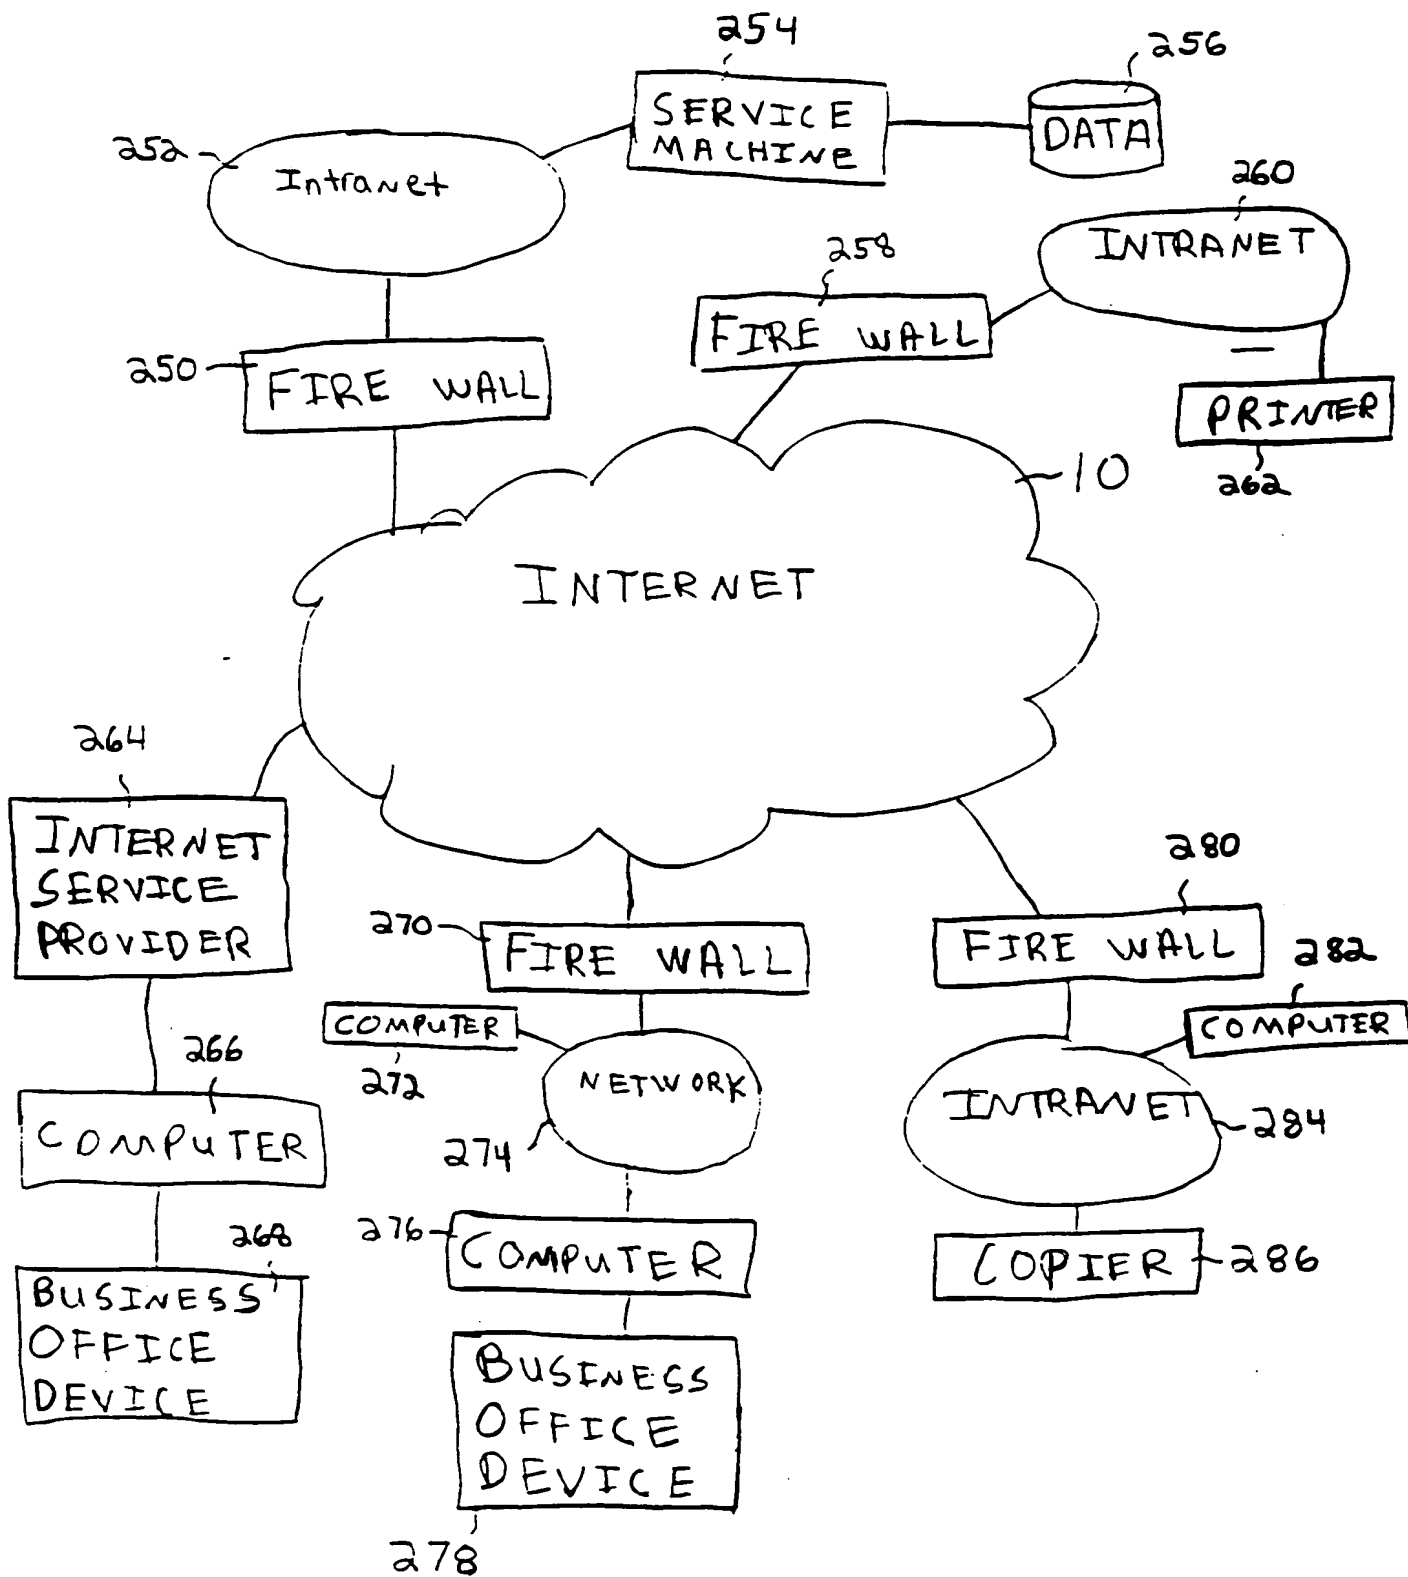 254
256
SERVICE
MACHINE
DATA
252
Intranet
260
INTRANET
258
FIRE WALL
250
FIRE WALL
PRINTER
262
10
INTERNET
264
INTERNET
SERVICE
PROVIDER
280
270
FIRE WALL
FIRE WALL
282
COMPUTER
COMPUTER
266
272
NETWORK
INTRANET
284
COMPUTER
274
276
COMPUTER
268
COPIER
286
BUSINESS
OFFICE
DEVICE
BUSINESS
OFFICE
DEVICE
278